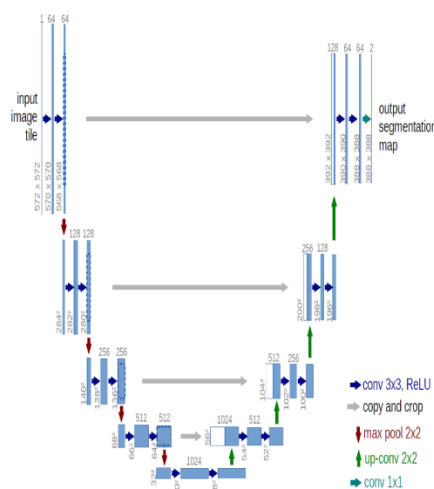 1 64 64
128 64 64 2
input
image
tile
output
segmentation
map
572 x 572
570 x 570
568 x 568
392 x 392
390 x 390
388 x 388
388 x 388
128 128
256 128
284²
282²
280²
200²
198²
196²
256 256
512 256
140²
138²
136²
104²
102²
100²
512 512
1024 512
68²
66²
64²
56²
54²
52²
1024
32²
conv 3x3, ReLU
copy and crop
max pool 2x2
up-conv 2x2
conv 1x1